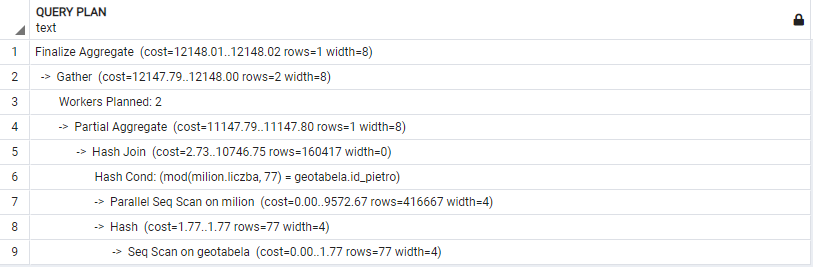 QUERY PLAN
text
1 Finalize Aggregate (cost=12148.01..12148.02 rows=1 width=8)
2 -> Gather (cost=12147.79..12148.00 rows=2 width=8)
3 Workers Planned: 2
4 -> Partial Aggregate (cost=11147.79..11147.80 rows=1 width=8)
5 -> Hash Join (cost=2.73..10746.75 rows=160417 width=0)
6 Hash Cond: (mod(milion.liczba, 77) = geotabela.id_pietro)
7 -> Parallel Seq Scan on milion (cost=0.00..9572.67 rows=416667 width=4)
8 -> Hash (cost=1.77..1.77 rows=77 width=4)
9 -> Seq Scan on geotabela (cost=0.00..1.77 rows=77 width=4)